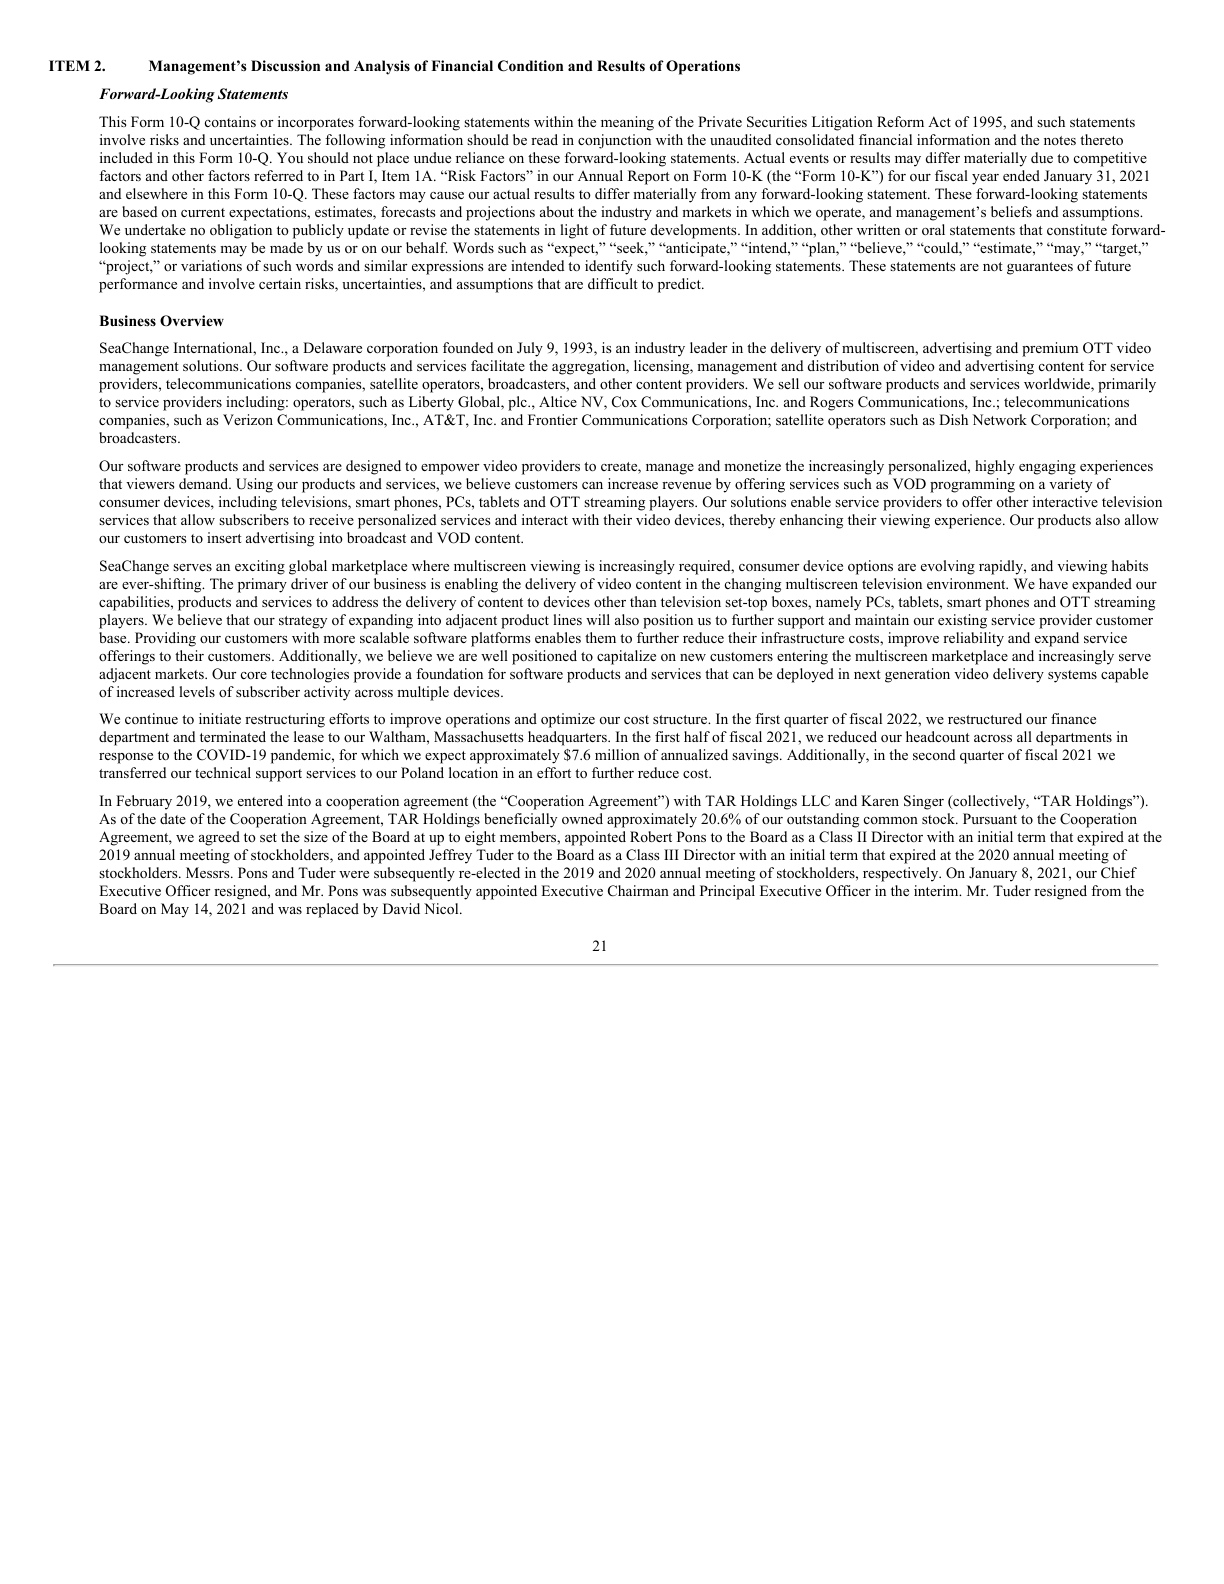 ITEM 2. Management’s Discussion and Analysis of Financial Condition and Results of Operations
Forward-Looking Statements
This Form 10-Q contains or incorporates forward-looking statements within the meaning of the Private Securities Litigation Reform Act of 1995, and such statements
involve risks and uncertainties. The following information should be read in conjunction with the unaudited consolidated financial information and the notes thereto
included in this Form 10-Q. You should not place undue reliance on these forward-looking statements. Actual events or results may differ materially due to competitive
factors and other factors referred to in Part I, Item 1A. “Risk Factors” in our Annual Report on Form 10-K (the “Form 10-K”) for our fiscal year ended January 31, 2021
and elsewhere in this Form 10-Q. These factors may cause our actual results to differ materially from any forward-looking statement. These forward-looking statements
are based on current expectations, estimates, forecasts and projections about the industry and markets in which we operate, and management’s beliefs and assumptions.
We undertake no obligation to publicly update or revise the statements in light of future developments. In addition, other written or oral statements that constitute forward-
looking statements may be made by us or on our behalf. Words such as “expect,” “seek,” “anticipate,” “intend,” “plan,” “believe,” “could,” “estimate,” “may,” “target,”
“project,” or variations of such words and similar expressions are intended to identify such forward-looking statements. These statements are not guarantees of future
performance and involve certain risks, uncertainties, and assumptions that are difficult to predict.
Business Overview
SeaChange International, Inc., a Delaware corporation founded on July 9, 1993, is an industry leader in the delivery of multiscreen, advertising and premium OTT video
management solutions. Our software products and services facilitate the aggregation, licensing, management and distribution of video and advertising content for service
providers, telecommunications companies, satellite operators, broadcasters, and other content providers. We sell our software products and services worldwide, primarily
to service providers including: operators, such as Liberty Global, plc., Altice NV, Cox Communications, Inc. and Rogers Communications, Inc.; telecommunications
companies, such as Verizon Communications, Inc., AT&T, Inc. and Frontier Communications Corporation; satellite operators such as Dish Network Corporation; and
broadcasters.
Our software products and services are designed to empower video providers to create, manage and monetize the increasingly personalized, highly engaging experiences
that viewers demand. Using our products and services, we believe customers can increase revenue by offering services such as VOD programming on a variety of
consumer devices, including televisions, smart phones, PCs, tablets and OTT streaming players. Our solutions enable service providers to offer other interactive television
services that allow subscribers to receive personalized services and interact with their video devices, thereby enhancing their viewing experience. Our products also allow
our customers to insert advertising into broadcast and VOD content.
SeaChange serves an exciting global marketplace where multiscreen viewing is increasingly required, consumer device options are evolving rapidly, and viewing habits
are ever-shifting. The primary driver of our business is enabling the delivery of video content in the changing multiscreen television environment. We have expanded our
capabilities, products and services to address the delivery of content to devices other than television set-top boxes, namely PCs, tablets, smart phones and OTT streaming
players. We believe that our strategy of expanding into adjacent product lines will also position us to further support and maintain our existing service provider customer
base. Providing our customers with more scalable software platforms enables them to further reduce their infrastructure costs, improve reliability and expand service
offerings to their customers. Additionally, we believe we are well positioned to capitalize on new customers entering the multiscreen marketplace and increasingly serve
adjacent markets. Our core technologies provide a foundation for software products and services that can be deployed in next generation video delivery systems capable
of increased levels of subscriber activity across multiple devices.
We continue to initiate restructuring efforts to improve operations and optimize our cost structure. In the first quarter of fiscal 2022, we restructured our finance
department and terminated the lease to our Waltham, Massachusetts headquarters. In the first half of fiscal 2021, we reduced our headcount across all departments in
response to the COVID-19 pandemic, for which we expect approximately $7.6 million of annualized savings. Additionally, in the second quarter of fiscal 2021 we
transferred our technical support services to our Poland location in an effort to further reduce cost.
In February 2019, we entered into a cooperation agreement (the “Cooperation Agreement”) with TAR Holdings LLC and Karen Singer (collectively, “TAR Holdings”).
As of the date of the Cooperation Agreement, TAR Holdings beneficially owned approximately 20.6% of our outstanding common stock. Pursuant to the Cooperation
Agreement, we agreed to set the size of the Board at up to eight members, appointed Robert Pons to the Board as a Class II Director with an initial term that expired at the
2019 annual meeting of stockholders, and appointed Jeffrey Tuder to the Board as a Class III Director with an initial term that expired at the 2020 annual meeting of
stockholders. Messrs. Pons and Tuder were subsequently re-elected in the 2019 and 2020 annual meeting of stockholders, respectively. On January 8, 2021, our Chief
Executive Officer resigned, and Mr. Pons was subsequently appointed Executive Chairman and Principal Executive Officer in the interim. Mr. Tuder resigned from the
Board on May 14, 2021 and was replaced by David Nicol.
21